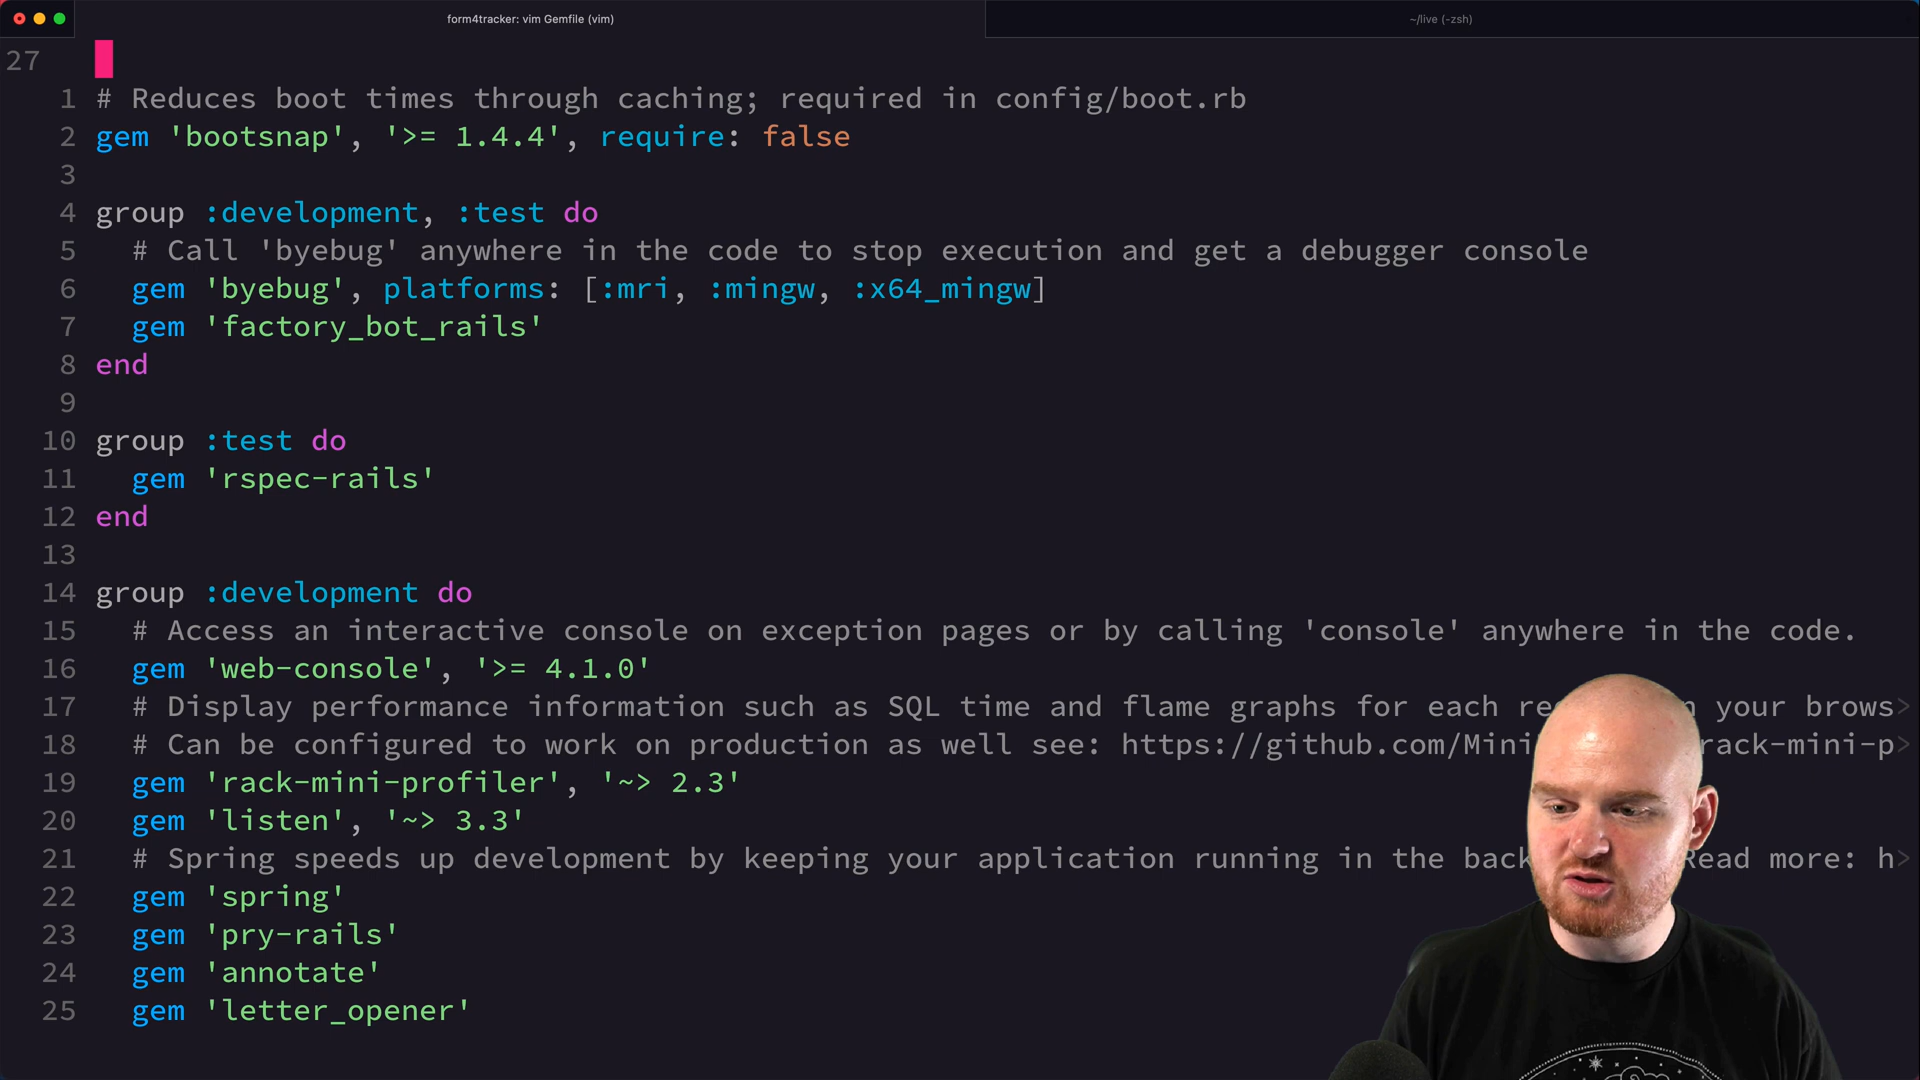 form4tracker: vim Gemfile (vim)
~/live (-zsh)
27
1 # Reduces boot times through caching; required in config/boot.rb
2 gem 'bootsnap', '>= 1.4.4', require: false
3
4 group :development, :test do
5 # Call 'byebug' anywhere in the code to stop execution and get a debugger console
6 gem 'byebug', platforms: [:mri, :mingw, :x64_mingw]
7 gem 'factory_bot_rails'
8 end
9
10 group :test do
11 gem 'rspec-rails'
12 end
13
14 group :development do
15 # Access an interactive console on exception pages or by calling 'console' anywhere in the code.
16 gem 'web-console', '>= 4.1.0'
17 # Display performance information such as SQL time and flame graphs for each your brows>
18 # Can be configured to work on production as well see: https://github.com/Mini rack-mini-p>
19 gem 'rack-mini-profiler', '~> 2.3'
20 gem 'listen', '~> 3.3'
21 # Spring speeds up development by keeping your application running in the back Read more: h>
22 gem 'spring'
23 gem 'pry-rails'
24 gem 'annotate'
25 gem 'letter_opener'